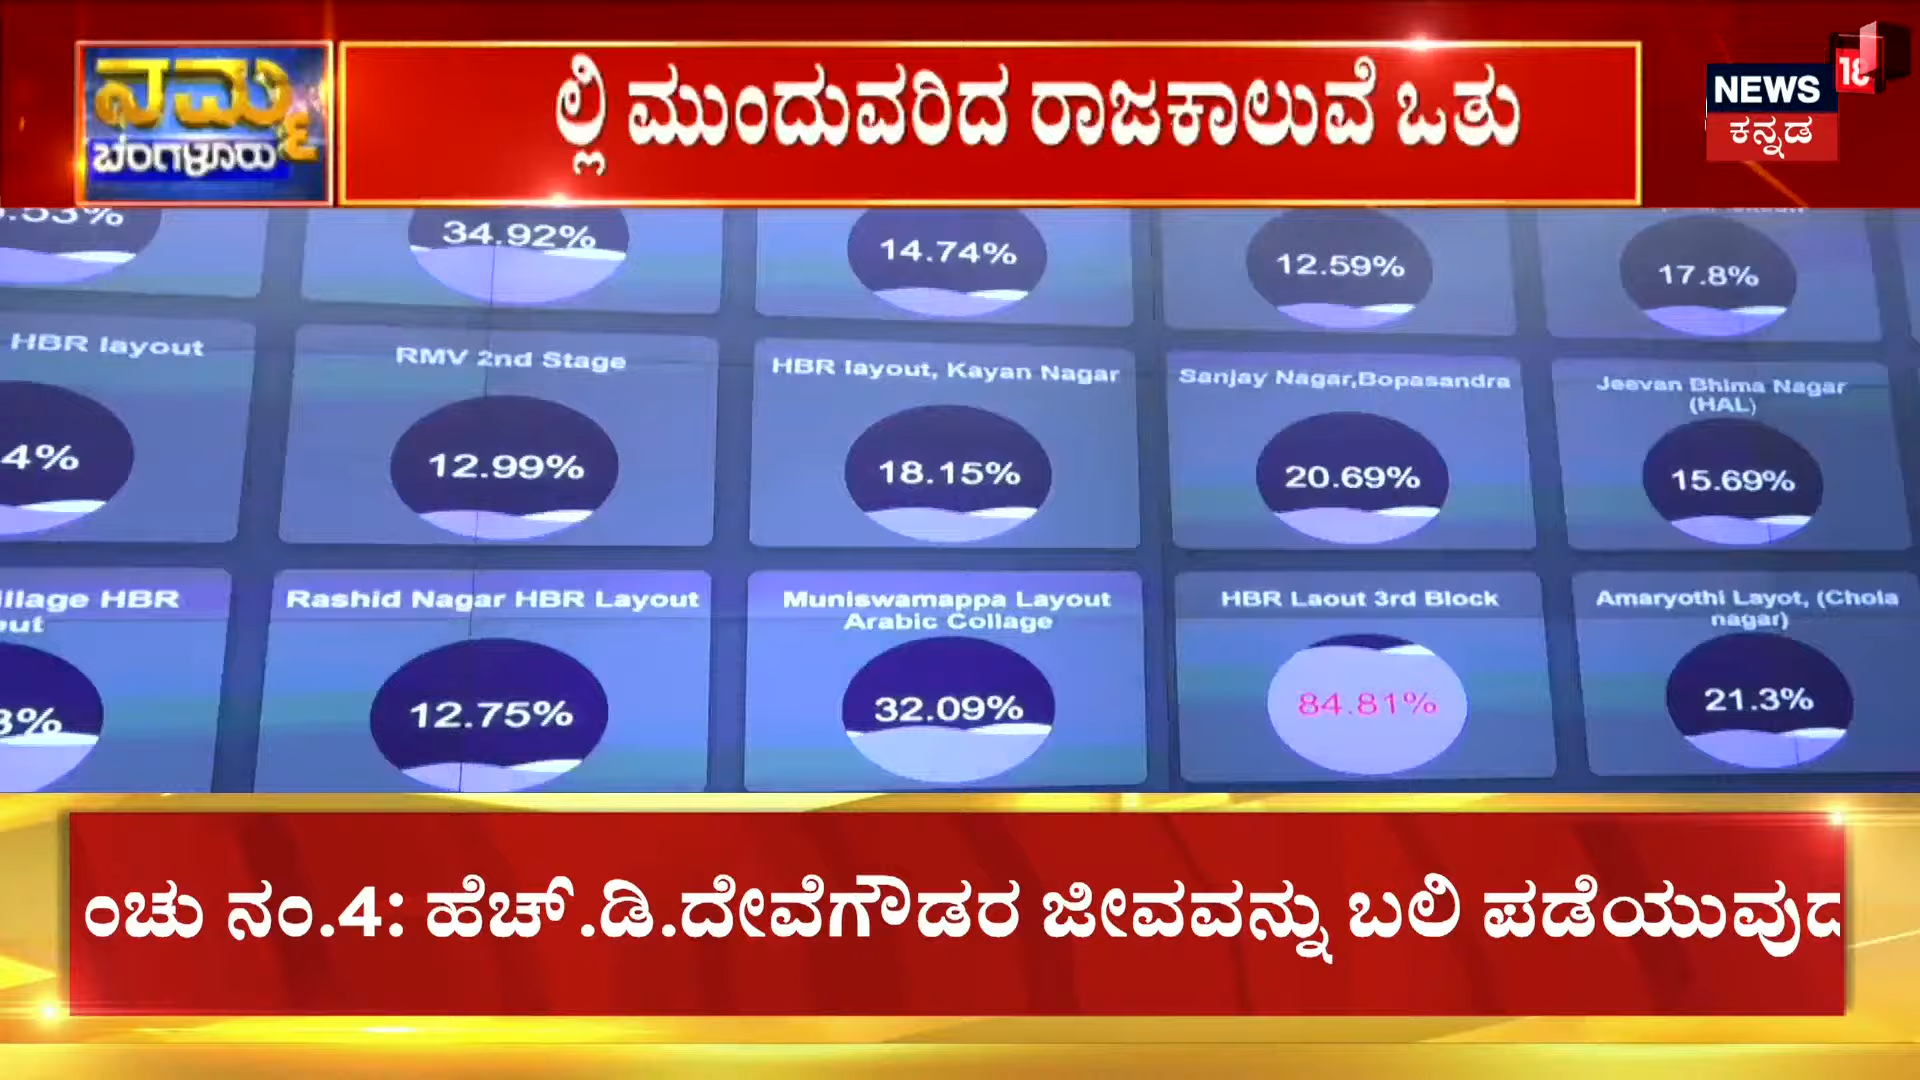 ನಮ್ಮ
ಬೆಂಗಳೂರು
ಲ್ಲಿ ಮುಂದುವರಿದ ರಾಜಕಾಲುವೆ ಒತು
NEWS 18
ಕನ್ನಡ
.53%
34.92%
14.74%
12.59%
17.8%
HBR layout
RMV 2nd Stage
HBR layout, Kayan Nagar
Sanjay Nagar,Bopasandra
Jeevan Bhima Nagar
(HAL)
4%
12.99%
18.15%
20.69%
15.69%
illage HBR
out
Rashid Nagar HBR Layout
Muniswamappa Layout
Arabic Collage
HBR Laout 3rd Block
Amaryothi Layot, (Chola
nagar)
3%
12.75%
32.09%
84.81%
21.3%
ಂಚು ನಂ.4: ಹೆಚ್.ಡಿ.ದೇವೆಗೌಡರ ಜೀವವನ್ನು ಬಲಿ ಪಡೆಯುವುದ